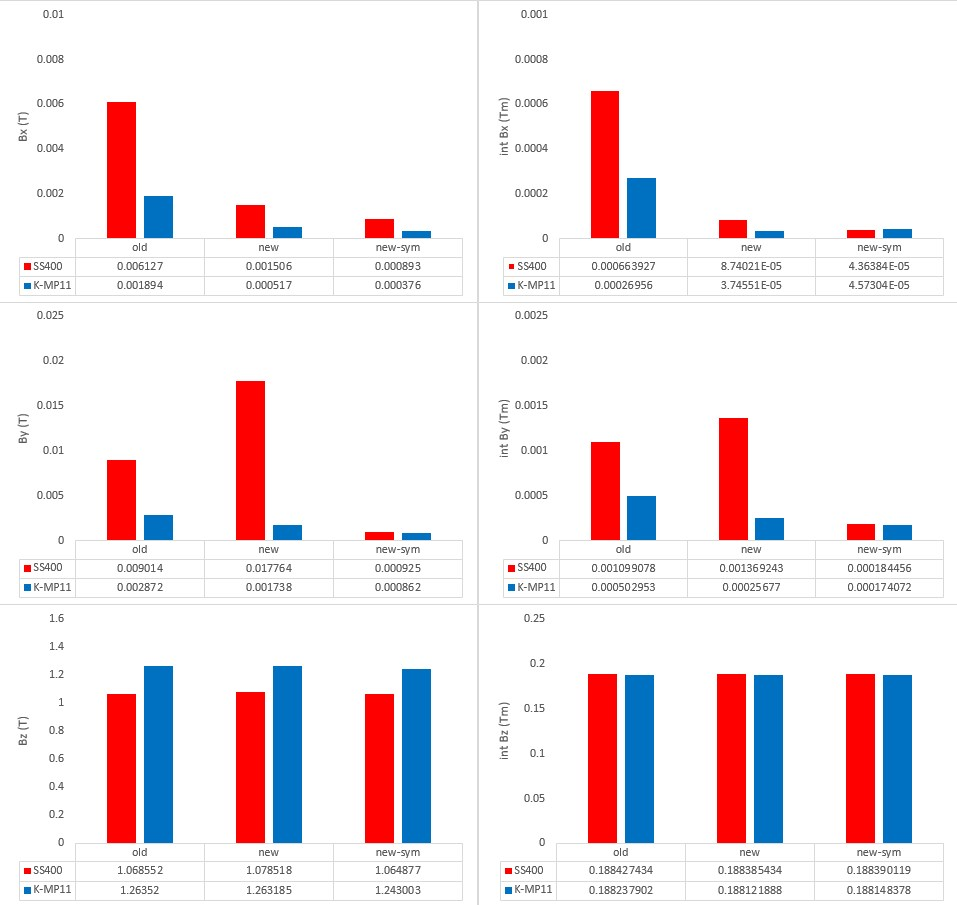 0.01
0.008
0.006
0.004
0.002
0
Bx (T)
old new new-sym
SS400 0.006127 0.001506 0.000893
K-MP11 0.001894 0.000517 0.000376
0.001
0.0008
0.0006
0.0004
0.0002
0
int Bx (Tm)
old new new-sym
SS400 0.000663927 8.74021E-05 4.36384E-05
K-MP11 0.00026956 3.74551E-05 4.57304E-05
0.025
0.02
0.015
0.01
0.005
0
By (T)
old new new-sym
SS400 0.009014 0.017764 0.000925
K-MP11 0.002872 0.001738 0.000862
0.0025
0.002
0.0015
0.001
0.0005
0
int By (Tm)
old new new-sym
SS400 0.001099078 0.001369243 0.000184456
K-MP11 0.000502953 0.00025677 0.000174072
1.6
1.4
1.2
1
0.8
0.6
0.4
0.2
0
Bz (T)
old new new-sym
SS400 1.068552 1.078518 1.064877
K-MP11 1.26352 1.263185 1.243003
0.25
0.2
0.15
0.1
0.05
0
int Bz (Tm)
old new new-sym
SS400 0.188427434 0.188385434 0.188390119
K-MP11 0.188237902 0.188121888 0.188148378